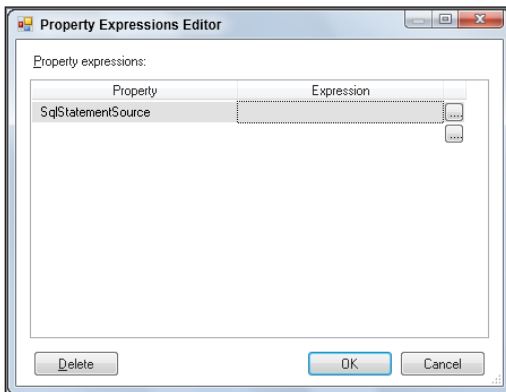 Property Expressions Editor
Property expressions:
Property Expression
SqlStatementSource
...
...
Delete OK Cancel